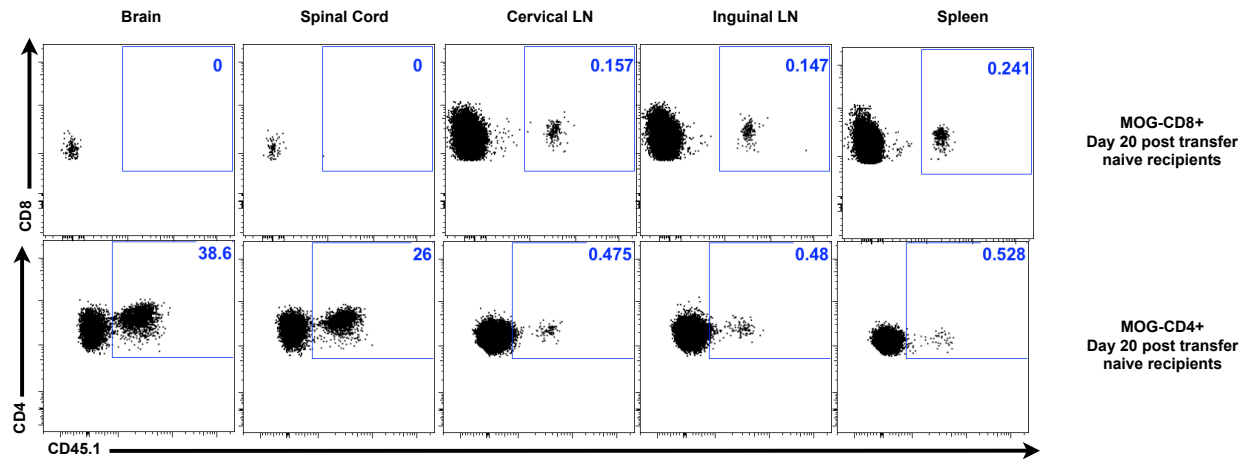 Brain Spinal Cord Cervical LN Inguinal LN Spleen
CD8
0 0 0.157 0.147 0.241
MOG-CD8+
Day 20 post transfer
naive recipients
CD4
38.6 26 0.475 0.48 0.528
MOG-CD4+
Day 20 post transfer
naive recipients
CD45.1